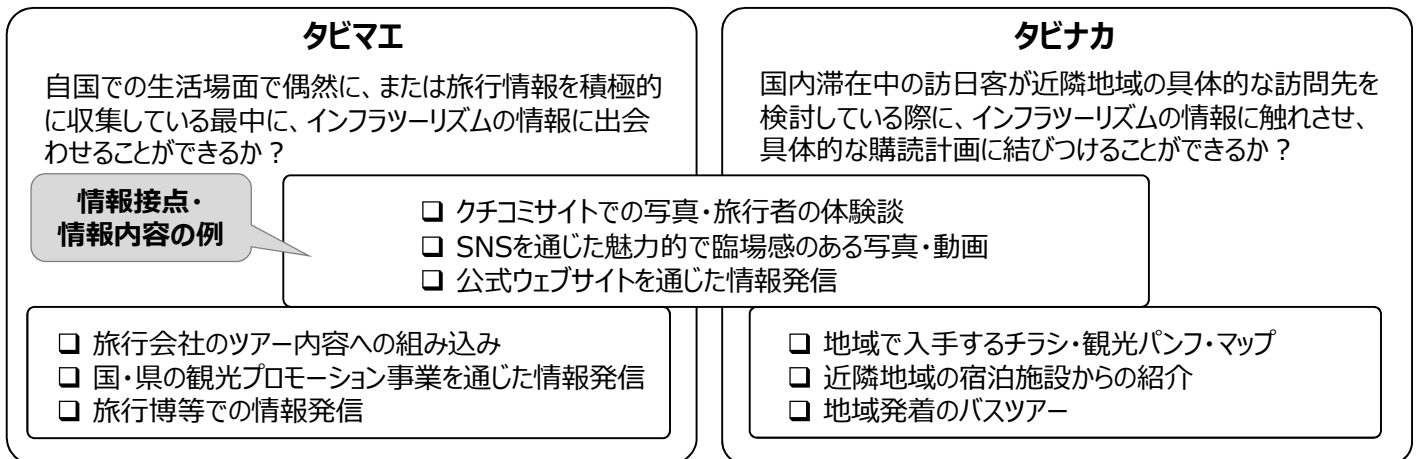 タビマエ
自国での生活場面で偶然に、または旅行情報を積極的
に収集している最中に、インフラツーリズムの情報に出会
わせることができるか？
タビナカ
国内滞在中の訪日客が近隣地域の具体的な訪問先を
検討している際に、インフラツーリズムの情報に触れさせ、
具体的な購読計画に結びつけることができるか？
情報接点・
情報内容の例
❑ クチコミサイトでの写真・旅行者の体験談
❑ SNSを通じた魅力的で臨場感のある写真・動画
❑ 公式ウェブサイトを通じた情報発信
❑ 旅行会社のツアー内容への組み込み
❑ 国・県の観光プロモーション事業を通じた情報発信
❑ 旅行博等での情報発信
❑ 地域で入手するチラシ・観光パンフ・マップ
❑ 近隣地域の宿泊施設からの紹介
❑ 地域発着のバスツアー